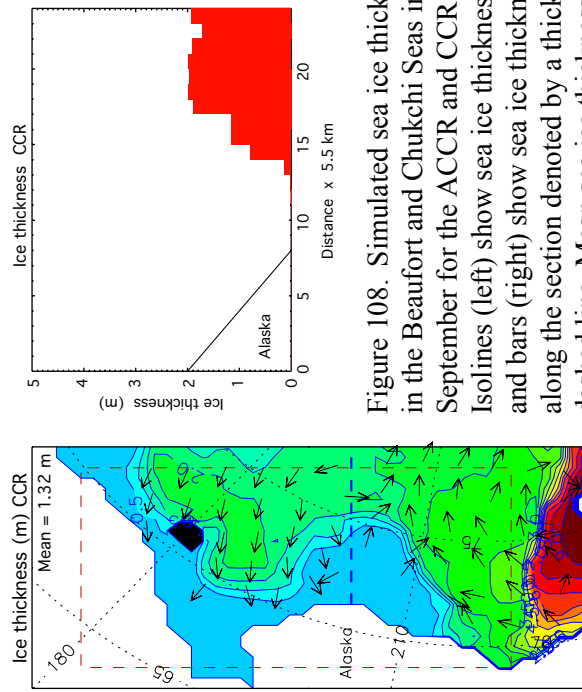 Ice thickness (m) CCR
Mean = 1.32 m
180
65
Alaska
210
Ice thickness CCR
Ice thickness (m)
5
4
3
2
1
0
Alaska
0
5
10
15
20
Distance x 5.5 km
Figure 108. Simulated sea ice thick
in the Beaufort and Chukchi Seas in
September for the ACCR and CCR
Isolines (left) show sea ice thickness
and bars (right) show sea ice thickn
along the section denoted by a thick